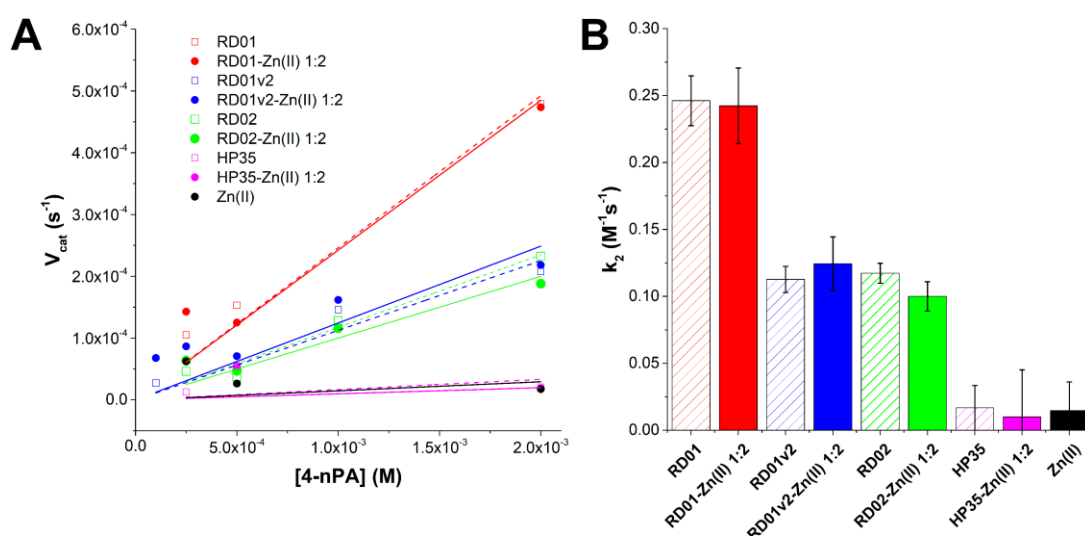 A
6.0x10⁻⁴
5.0x10⁻⁴
4.0x10⁻⁴
3.0x10⁻⁴
2.0x10⁻⁴
1.0x10⁻⁴
0.0
V_cat (s⁻¹)
RD01
RD01-Zn(II) 1:2
RD01v2
RD01v2-Zn(II) 1:2
RD02
RD02-Zn(II) 1:2
HP35
HP35-Zn(II) 1:2
Zn(II)
0.0
5.0x10⁻⁴
1.0x10⁻³
1.5x10⁻³
2.0x10⁻³
[4-nPA] (M)
B
0.30
0.25
0.20
0.15
0.10
0.05
0.00
k₂ (M⁻¹s⁻¹)
RD01
RD01-Zn(II) 1:2
RD01v2
RD01v2-Zn(II) 1:2
RD02
RD02-Zn(II) 1:2
HP35
HP35-Zn(II) 1:2
Zn(II)